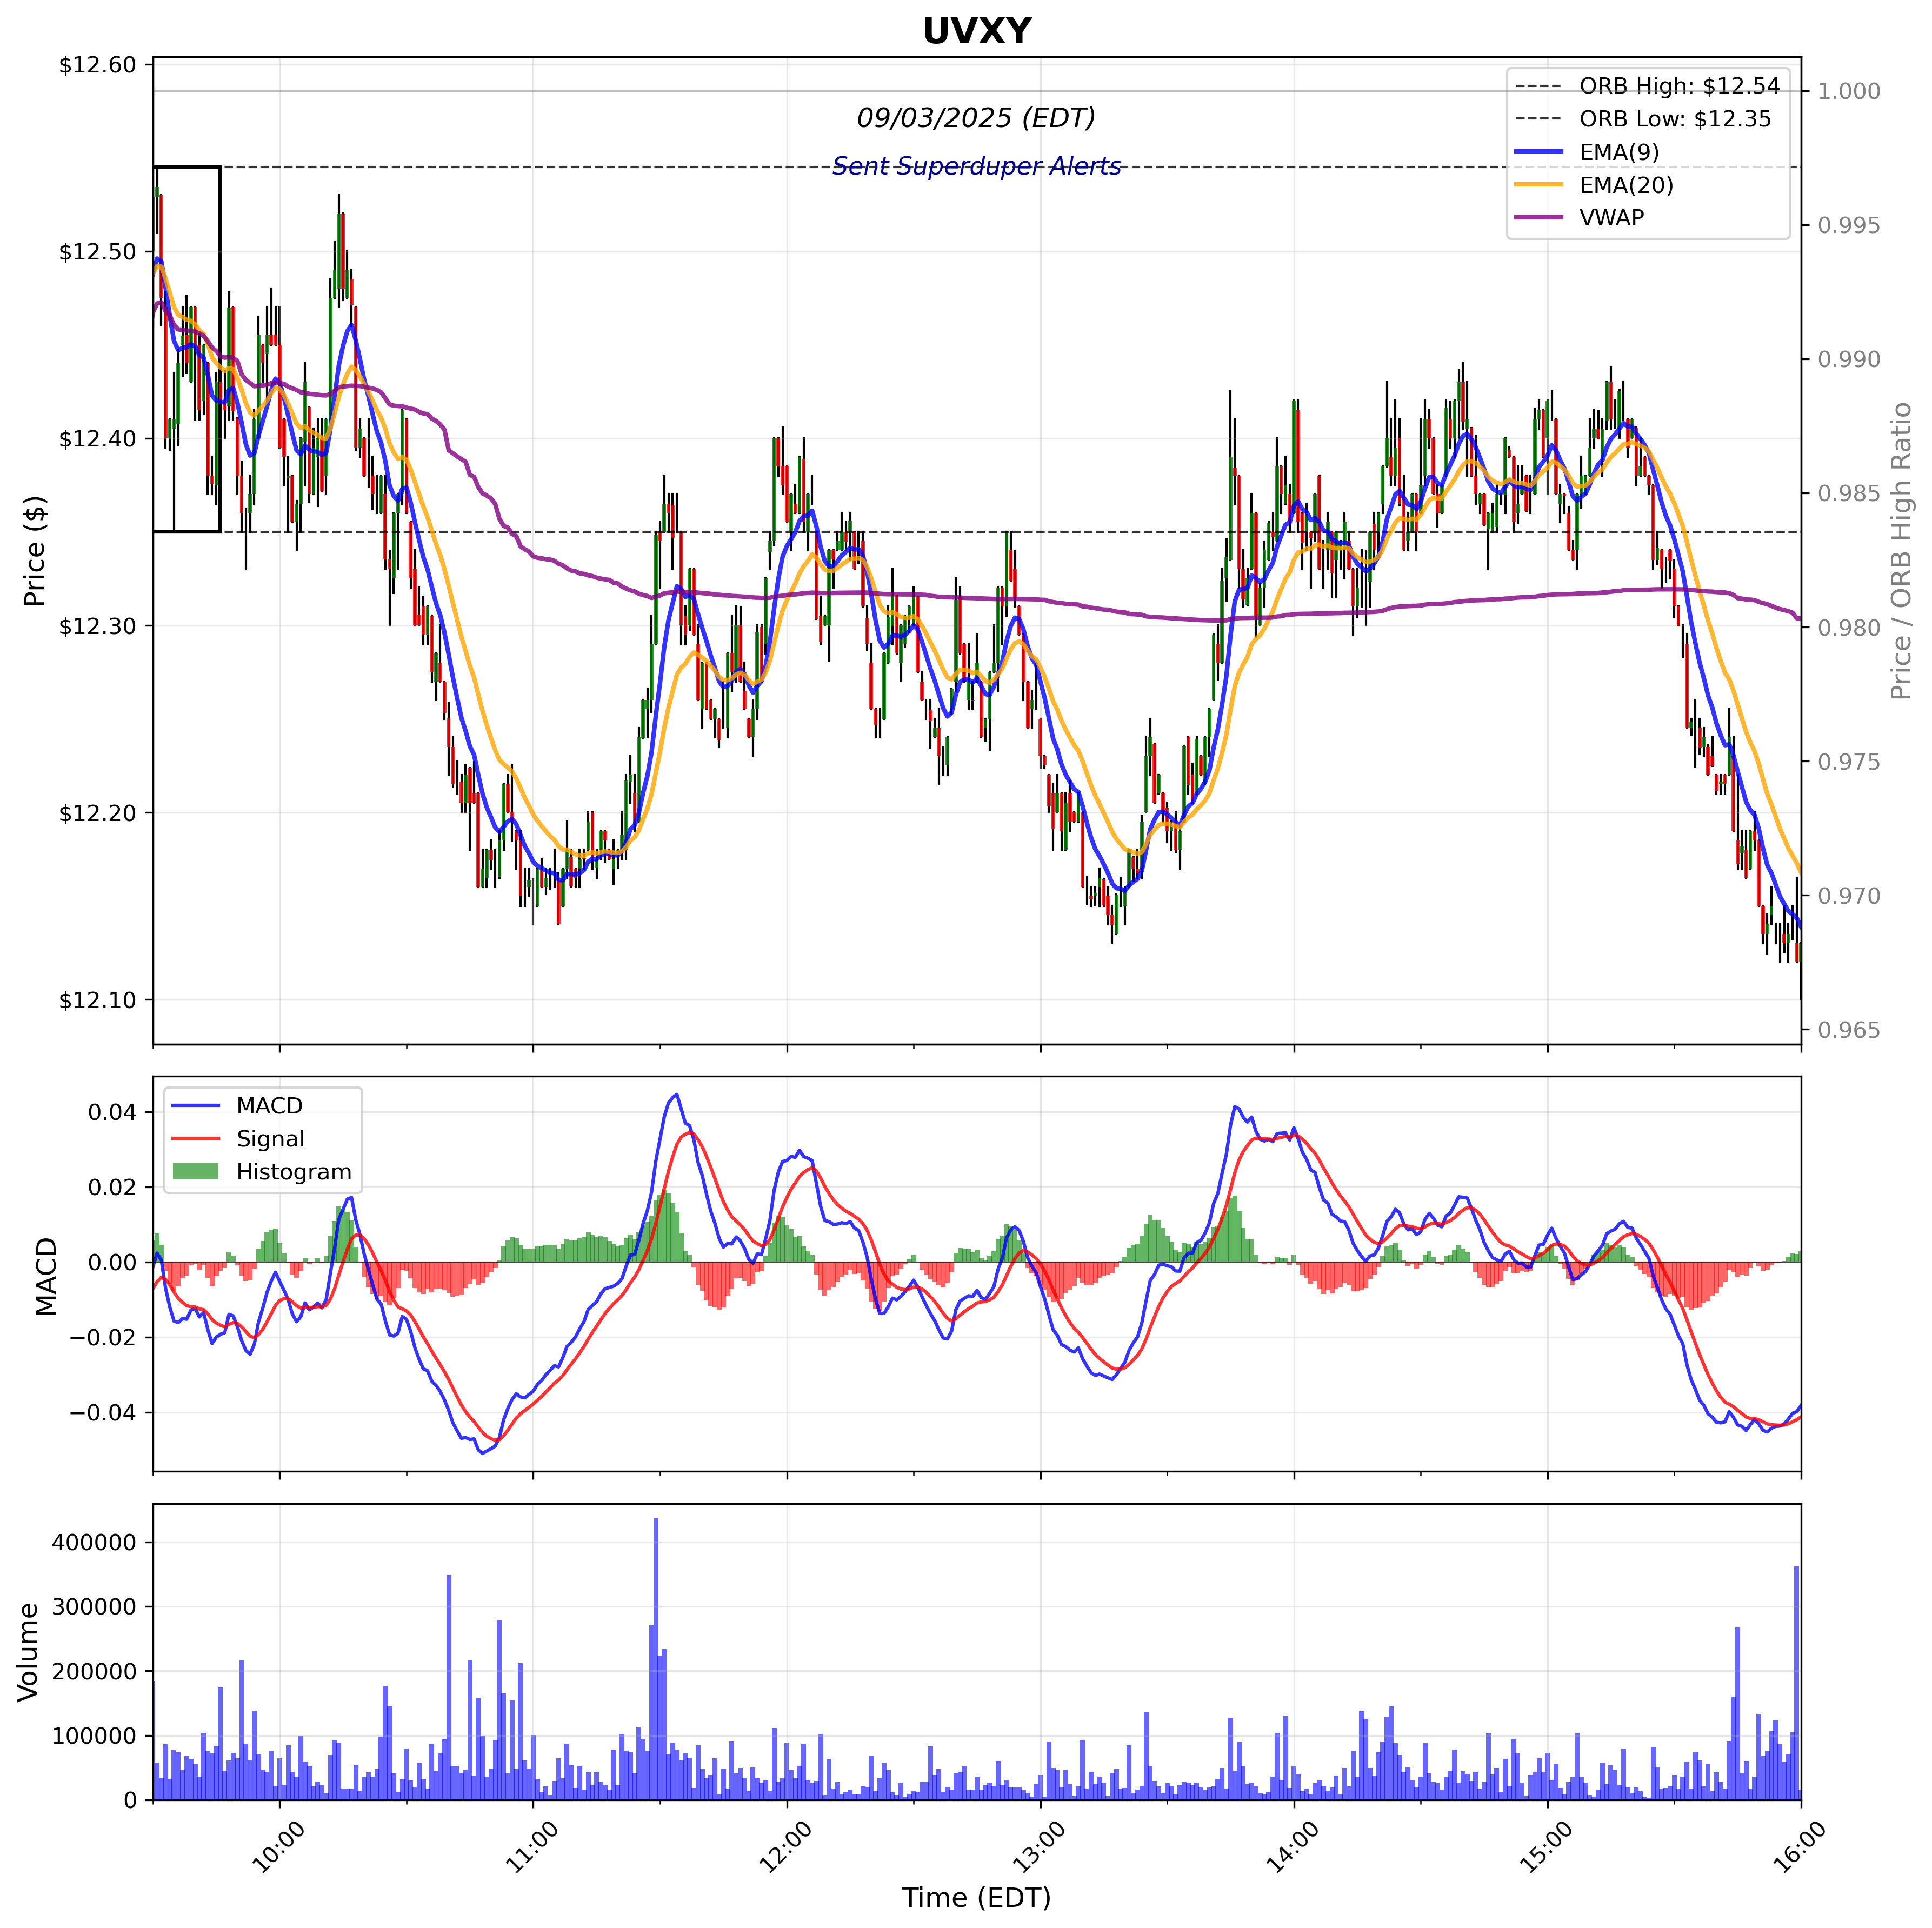 UVXY
$12.60
$12.50
$12.40
$12.30
$12.20
$12.10
Price ($)
09/03/2025 (EDT)
Sent Superduper Alerts
ORB High: $12.54
ORB Low: $12.35
EMA(9)
EMA(20)
VWAP
1.000
0.995
0.990
0.985
0.980
0.975
0.970
0.965
Price / ORB High Ratio
MACD
Signal
Histogram
0.04
0.02
0.00
−0.02
−0.04
MACD
400000
300000
200000
100000
0
Volume
10:00
11:00
12:00
13:00
14:00
15:00
16:00
Time (EDT)